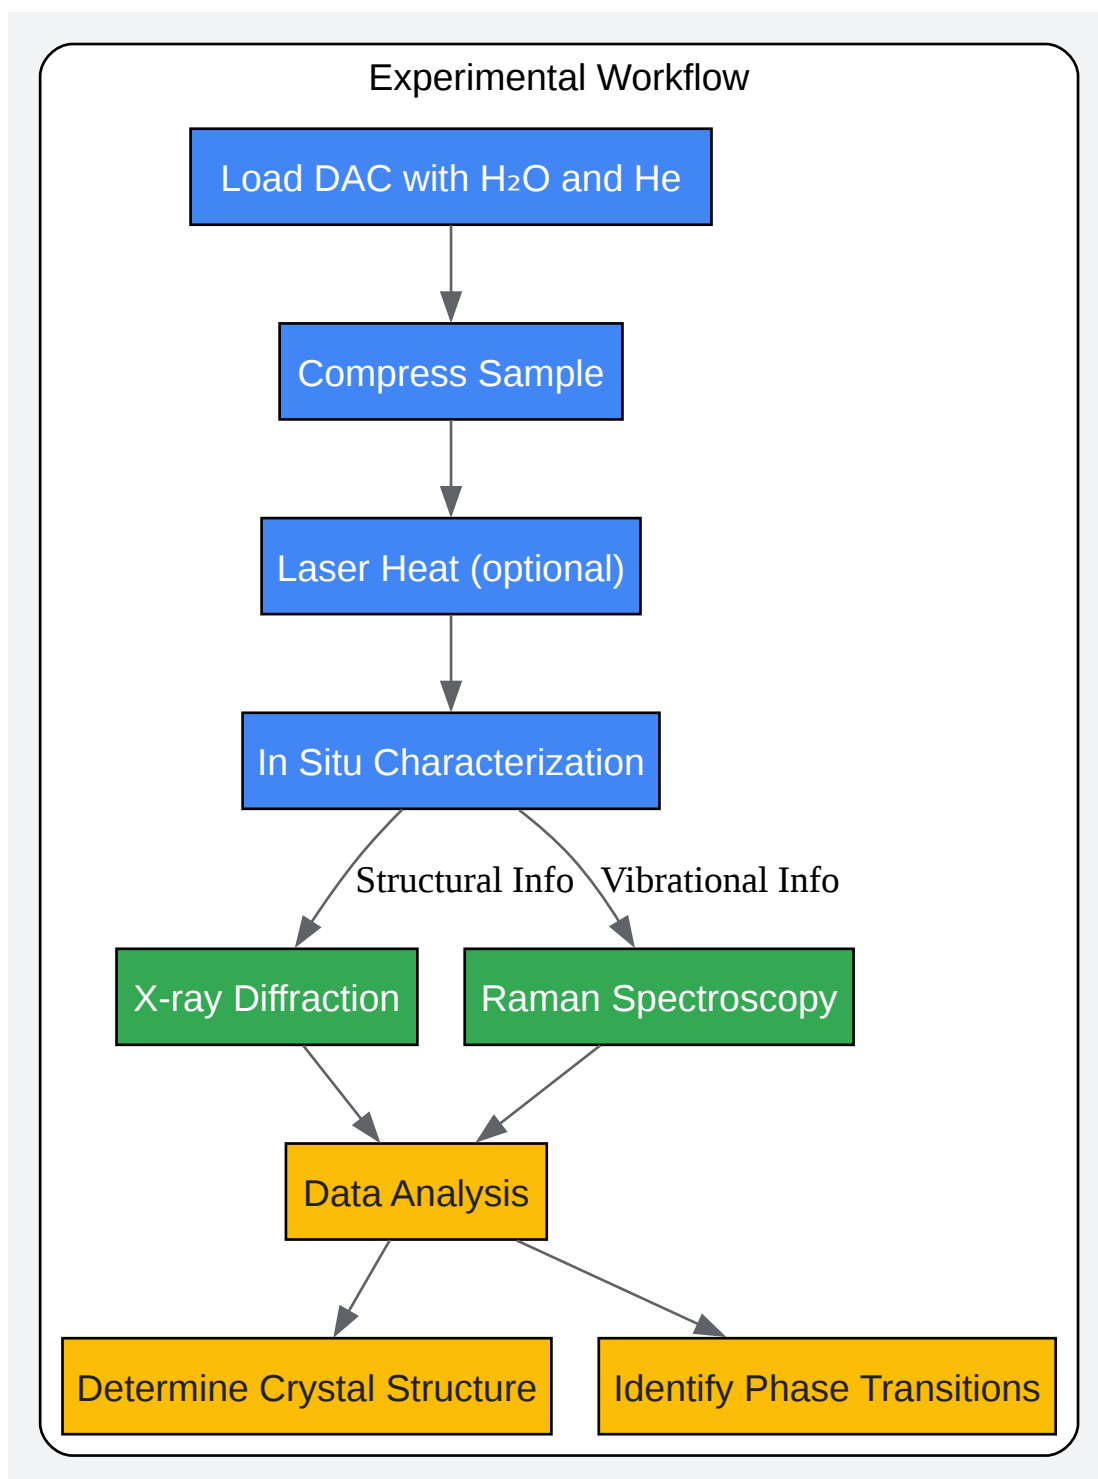 Experimental Workflow
Load DAC with H₂O and He
Compress Sample
Laser Heat (optional)
In Situ Characterization
Structural Info
Vibrational Info
X-ray Diffraction
Raman Spectroscopy
Data Analysis
Determine Crystal Structure
Identify Phase Transitions